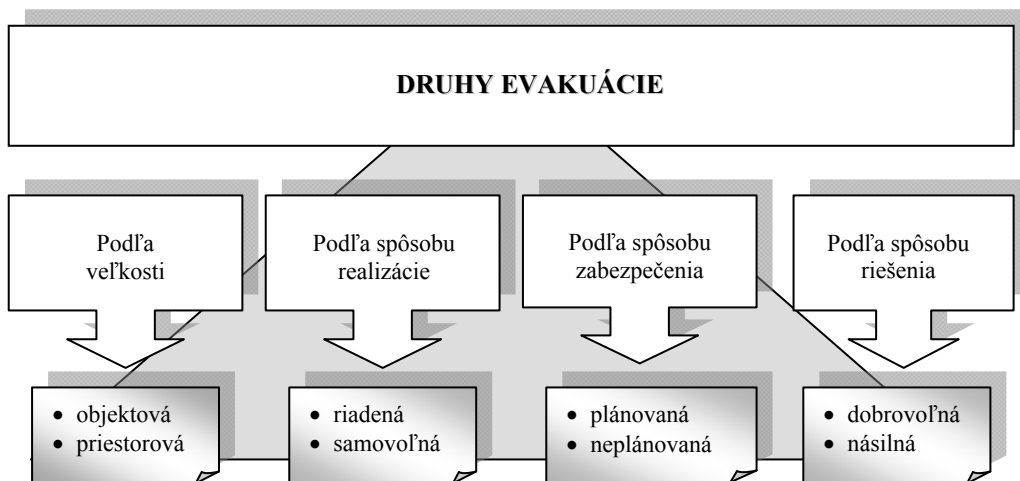 DRUHY EVAKUÁCIE
Podľa
veľkosti
• objektová
• priestorová
Podľa spôsobu
realizácie
• riadená
• samovoľná
Podľa spôsobu
zabezpečenia
• plánovaná
• neplánovaná
Podľa spôsobu
riešenia
• dobrovoľná
• násilná